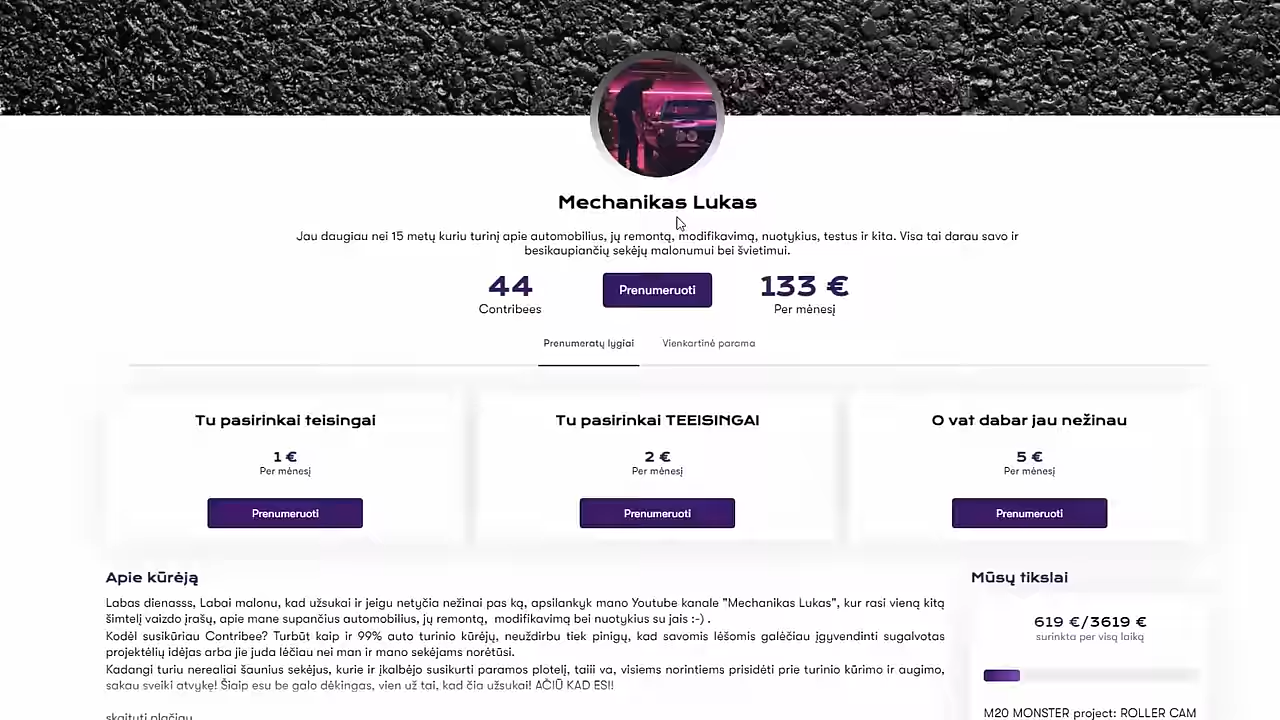 Mechanikas Lukas
Jau daugiau nei 15 metų kuriu turinį apie automobilius, jų remontą, modifikavimą, nuotykius, testus ir kita. Visa tai darau savo ir
besikaupiančių sekėjų malonumui bei švietimui.
44
Contribees
Prenumeruoti
133 €
Per mėnesį
Prenumeratų lygiai
Vienkartinė parama
Tu pasirinkai teisingai
1 €
Per mėnesį
Prenumeruoti
Tu pasirinkai TEEISINGAI
2 €
Per mėnesį
Prenumeruoti
O vat dabar jau nežinau
5 €
Per mėnesį
Prenumeruoti
Apie kūrėją
Labas dienasss, Labai malonu, kad užsukai ir jeigu netyčia nežinai pas ką, apsilankyk mano Youtube kanale "Mechanikas Lukas", kur rasi vieną kitą
šimtelį vaizdo įrašų, apie mane supančius automobilius, jų remontą, modifikavimą bei nuotykius su jais :-) .
Kodėl susikūriau Contribee? Turbūt kaip ir 99% auto turinio kūrėjų, neuždirbu tiek pinigų, kad savomis lėšomis galėčiau įgyvendinti sugalvotas
projektėlių idėjas arba jie juda lėčiau nei man ir mano sekėjams norėtūsi.
Kadangi turiu nerealiai šaunius sekėjus, kurie ir įkalbėjo susikurti paramos plotelį, taiii va, visiems norintiems prisidėti prie turinio kūrimo ir augimo,
sakau sveiki atvykę! Šiaip esu be galo dėkingas, vien už tai, kad čia užsukai! AČIŪ KAD ES!!
skaityti plačiau
Mūsų tikslai
619 €/3619 €
surinkta per visą laiką
M20 MONSTER project: ROLLER CAM